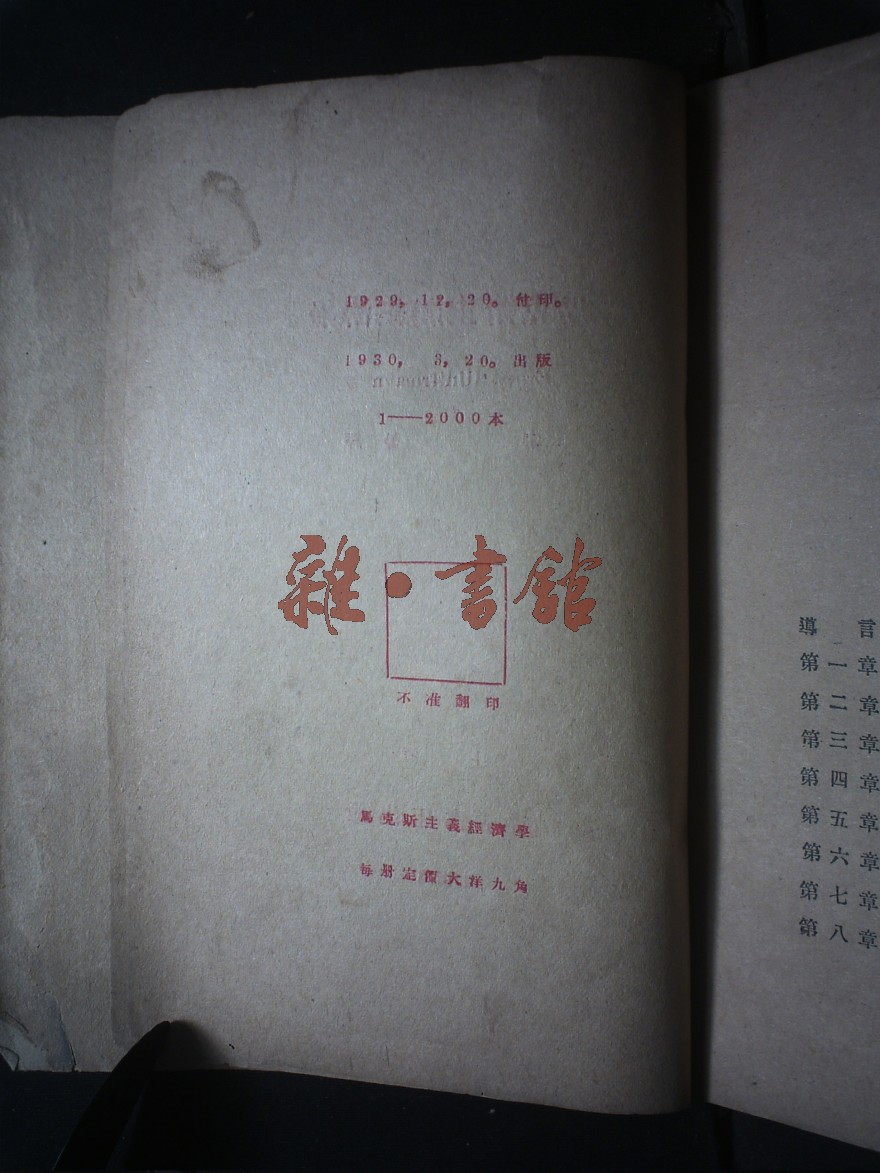 1929, 12, 20。付印。
1930, 3, 20。出版
1——2000本
雜·書館
不准翻印
馬克斯主義經濟學
每册定價大洋九角
導言
第一章
第二章
第三章
第四章
第五章
第六章
第七章
第八章